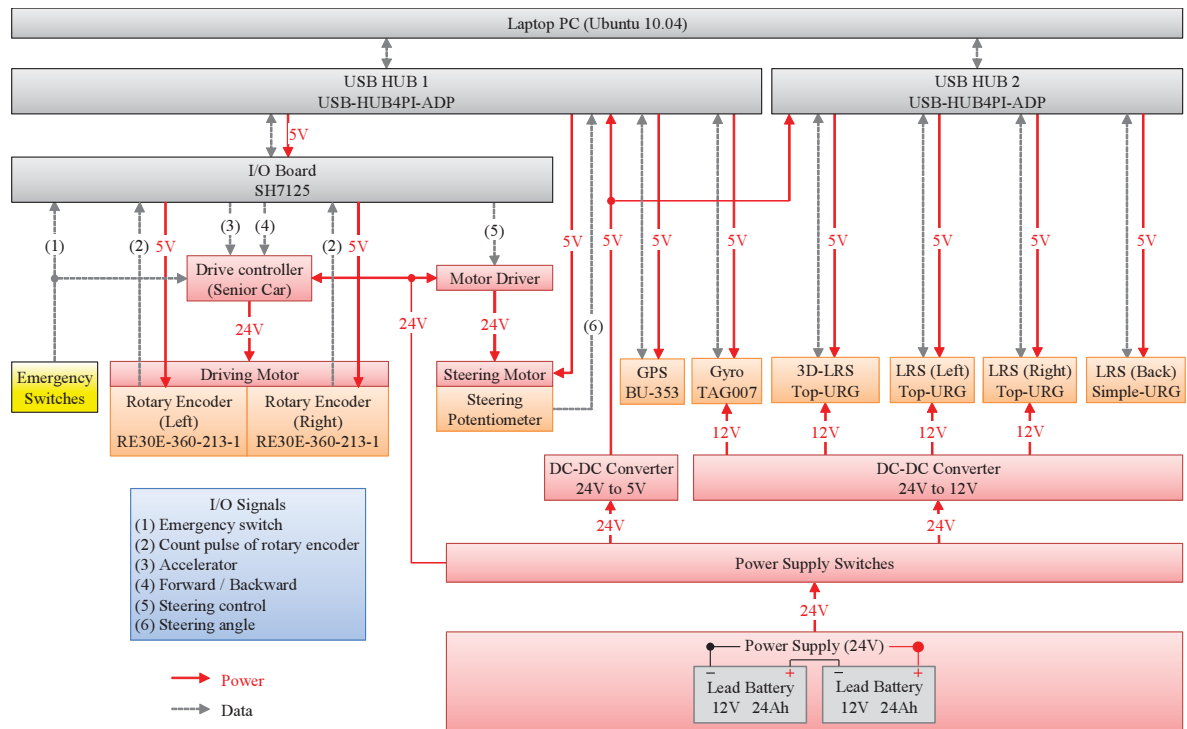 Laptop PC (Ubuntu 10.04)
USB HUB 1
USB-HUB4PI-ADP
USB HUB 2
USB-HUB4PI-ADP
5V
I/O Board
SH7125
(1)
(2)
5V
(3)
(4)
(2)
5V
(5)
5V
5V
5V
5V
5V
5V
5V
5V
Drive controller
(Senior Car)
Motor Driver
24V
24V
24V
(6)
Emergency
Switches
Driving Motor
Rotary Encoder
(Left)
RE30E-360-213-1
Rotary Encoder
(Right)
RE30E-360-213-1
Steering Motor
Steering
Potentiometer
GPS
BU-353
Gyro
TAG007
3D-LRS
Top-URG
LRS (Left)
Top-URG
LRS (Right)
Top-URG
LRS (Back)
Simple-URG
12V
12V
12V
12V
DC-DC Converter
24V to 5V
DC-DC Converter
24V to 12V
24V
24V
I/O Signals
(1) Emergency switch
(2) Count pulse of rotary encoder
(3) Accelerator
(4) Forward / Backward
(5) Steering control
(6) Steering angle
Power Supply Switches
24V
Power Supply (24V)
− +
Lead Battery
12V 24Ah
− +
Lead Battery
12V 24Ah
Power
Data